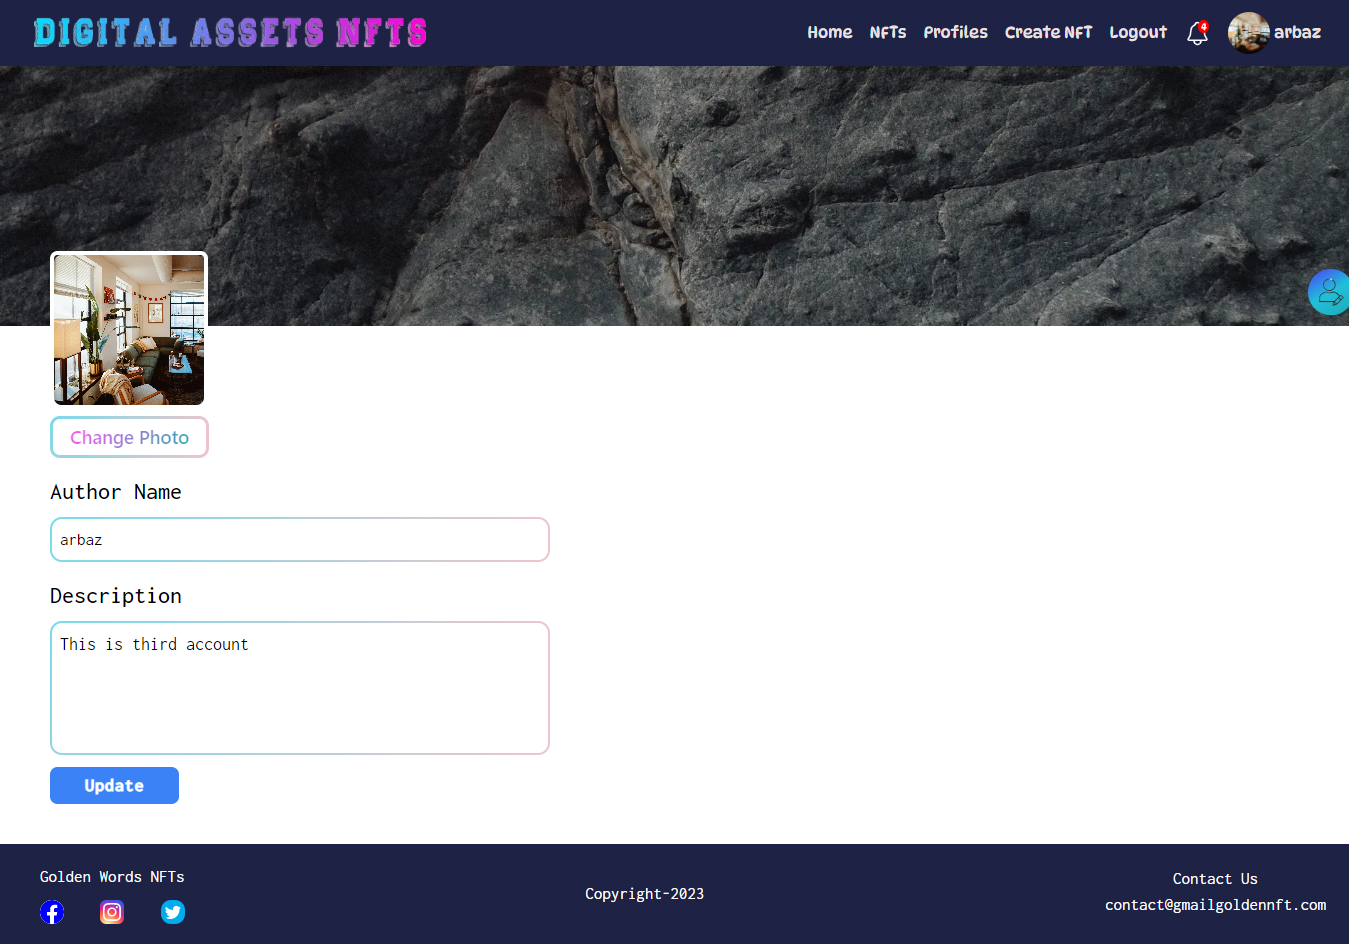 DIGITAL ASSETS NFTS
Home NFTs Profiles Create NFT Logout 4 arbaz
Change Photo
Author Name
arbaz
Description
This is third account
Update
Golden Words NFTs
Copyright-2023
Contact Us
contact@gmailgoldennft.com